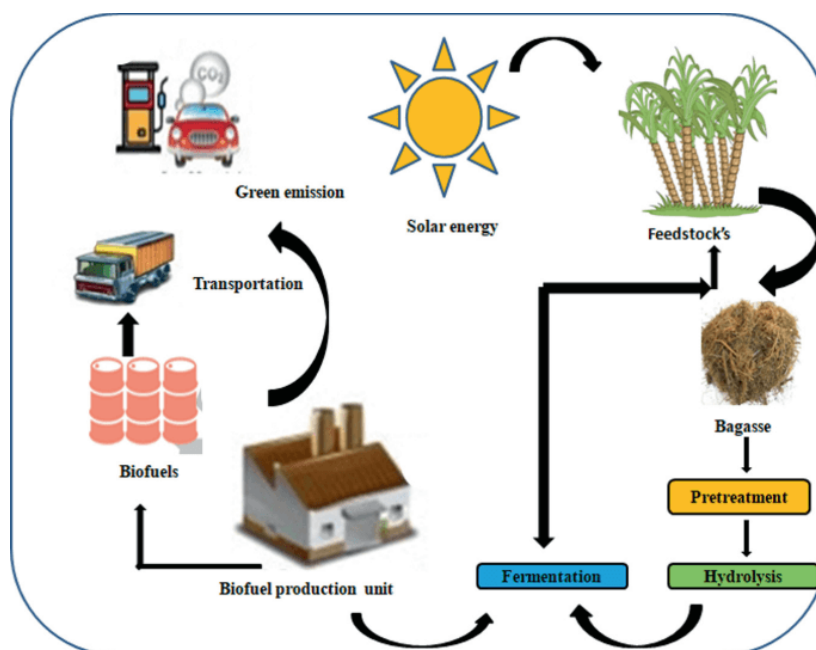 CO2
Green emission
Solar energy
Feedstock's
Transportation
Bagasse
Biofuels
Pretreatment
Biofuel production unit
Fermentation
Hydrolysis